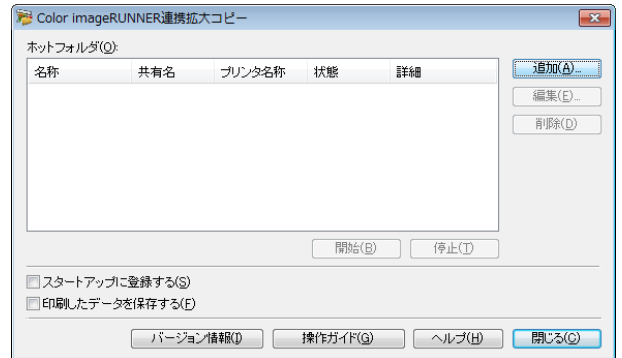 Color imageRUNNER連携拡大コピー
ホットフォルダ(O):
名称 共有名 プリンタ名称 状態 詳細
追加(A)...
編集(E)...
削除(D)
開始(B) 停止(T)
スタートアップに登録する(S)
印刷したデータを保存する(F)
バージョン情報(I) 操作ガイド(G) ヘルプ(H) 閉じる(C)